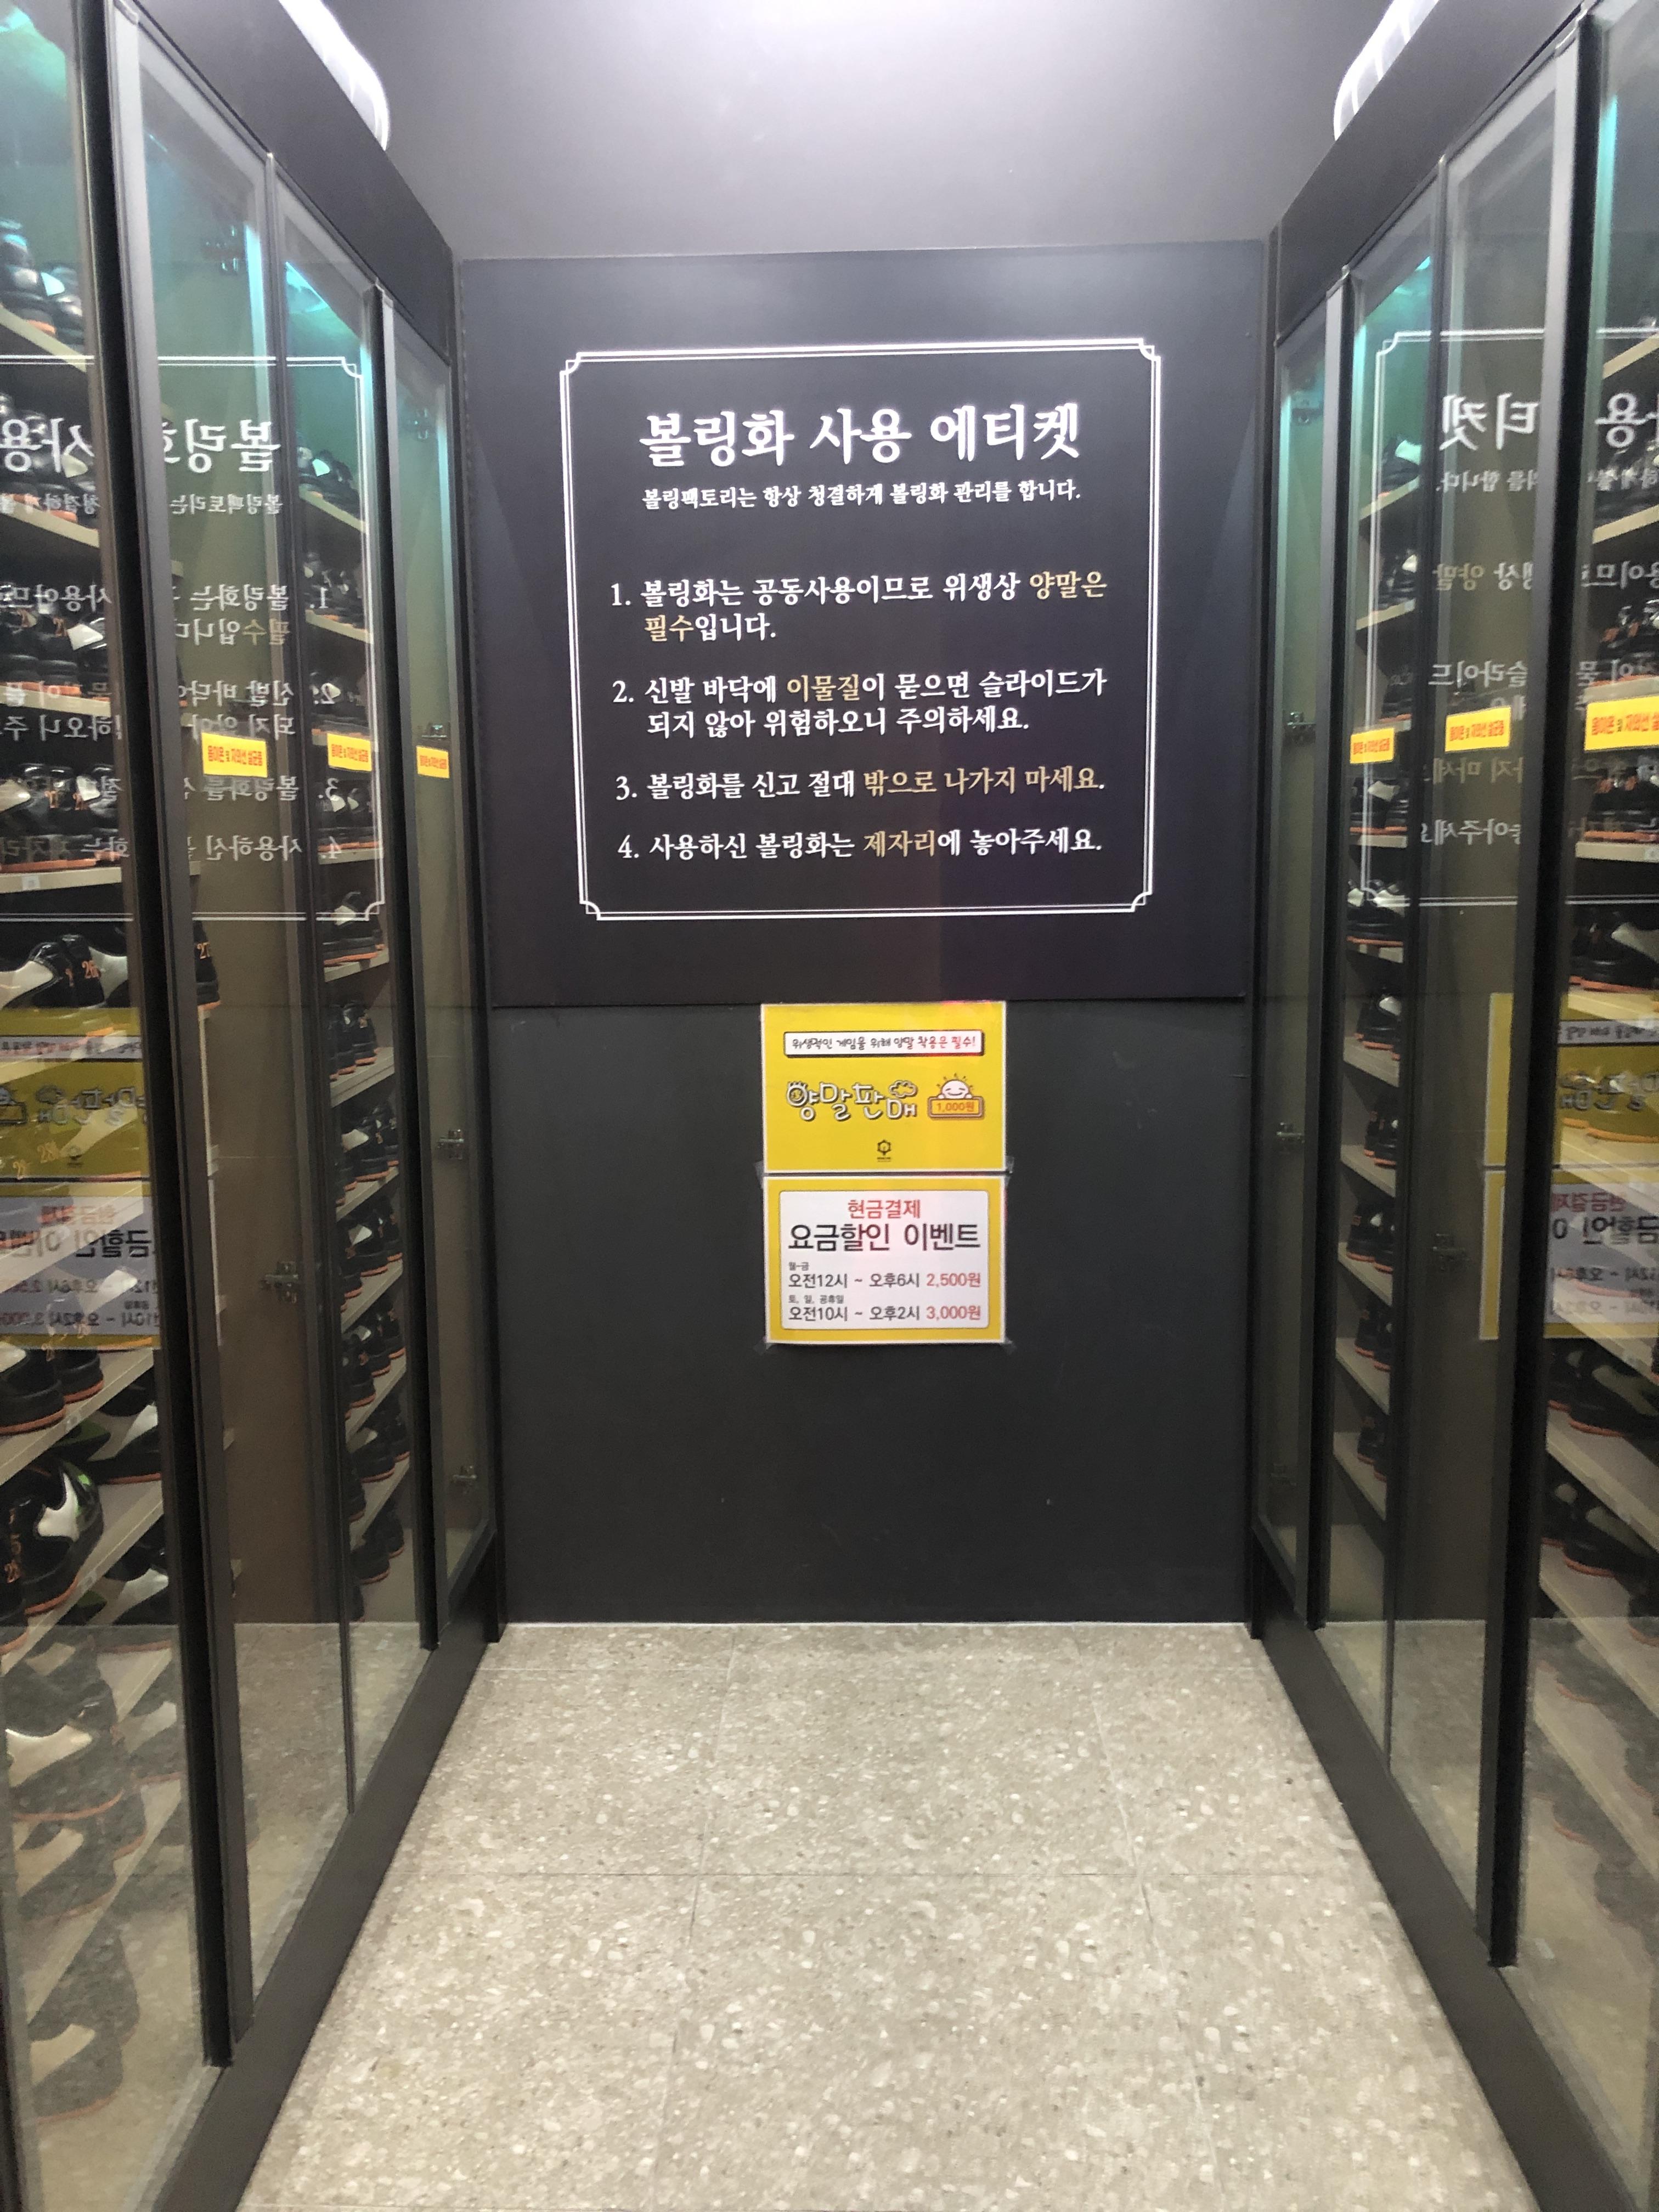 볼링화 사용 에티켓
볼링팩토리는 항상 청결하게 볼링화 관리를 합니다.
1. 볼링화는 공동사용이므로 위생상 양말은
필수입니다.
2. 신발 바닥에 이물질이 묻으면 슬라이드가
되지 않아 위험하오니 주의하세요.
3. 볼링화를 신고 절대 밖으로 나가지 마세요.
4. 사용하신 볼링화는 제자리에 놓아주세요.
위생적인 게임을 위해 양말 착용은 필수!
양말판매
1,000원
현금결제
요금할인 이벤트
월~금
오전12시 ~ 오후6시 2,500원
토, 일, 공휴일
오전10시 ~ 오후2시 3,000원